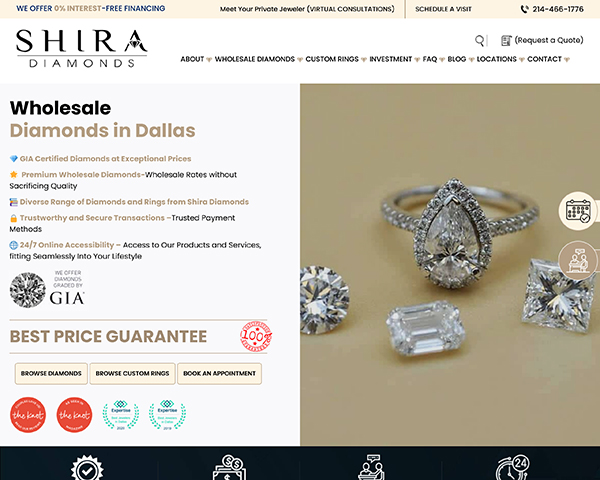 WE OFFER 0% INTEREST-FREE FINANCING
Meet Your Private Jeweler (VIRTUAL CONSULTATIONS)
SCHEDULE A VISIT
214-466-1776
SHIRA
DIAMONDS
(Request a Quote)
ABOUT WHOLESALE DIAMONDS CUSTOM RINGS INVESTMENT FAQ BLOG LOCATIONS CONTACT
Wholesale
Diamonds in Dallas
GIA Certified Diamonds at Exceptional Prices
Premium Wholesale Diamonds-Wholesale Rates without
Sacrificing Quality
Diverse Range of Diamonds and Rings from Shira Diamonds
Trustworthy and Secure Transactions –Trusted Payment
Methods
24/7 Online Accessibility – Access to Our Products and Services,
fitting Seamlessly Into Your Lifestyle
WE OFFER
DIAMONDS
GRADED BY
GIA
BEST PRICE GUARANTEE
100%
BROWSE DIAMONDS
BROWSE CUSTOM RINGS
BOOK AN APPOINTMENT
the knot
the knot
Expertise
Expertise
24